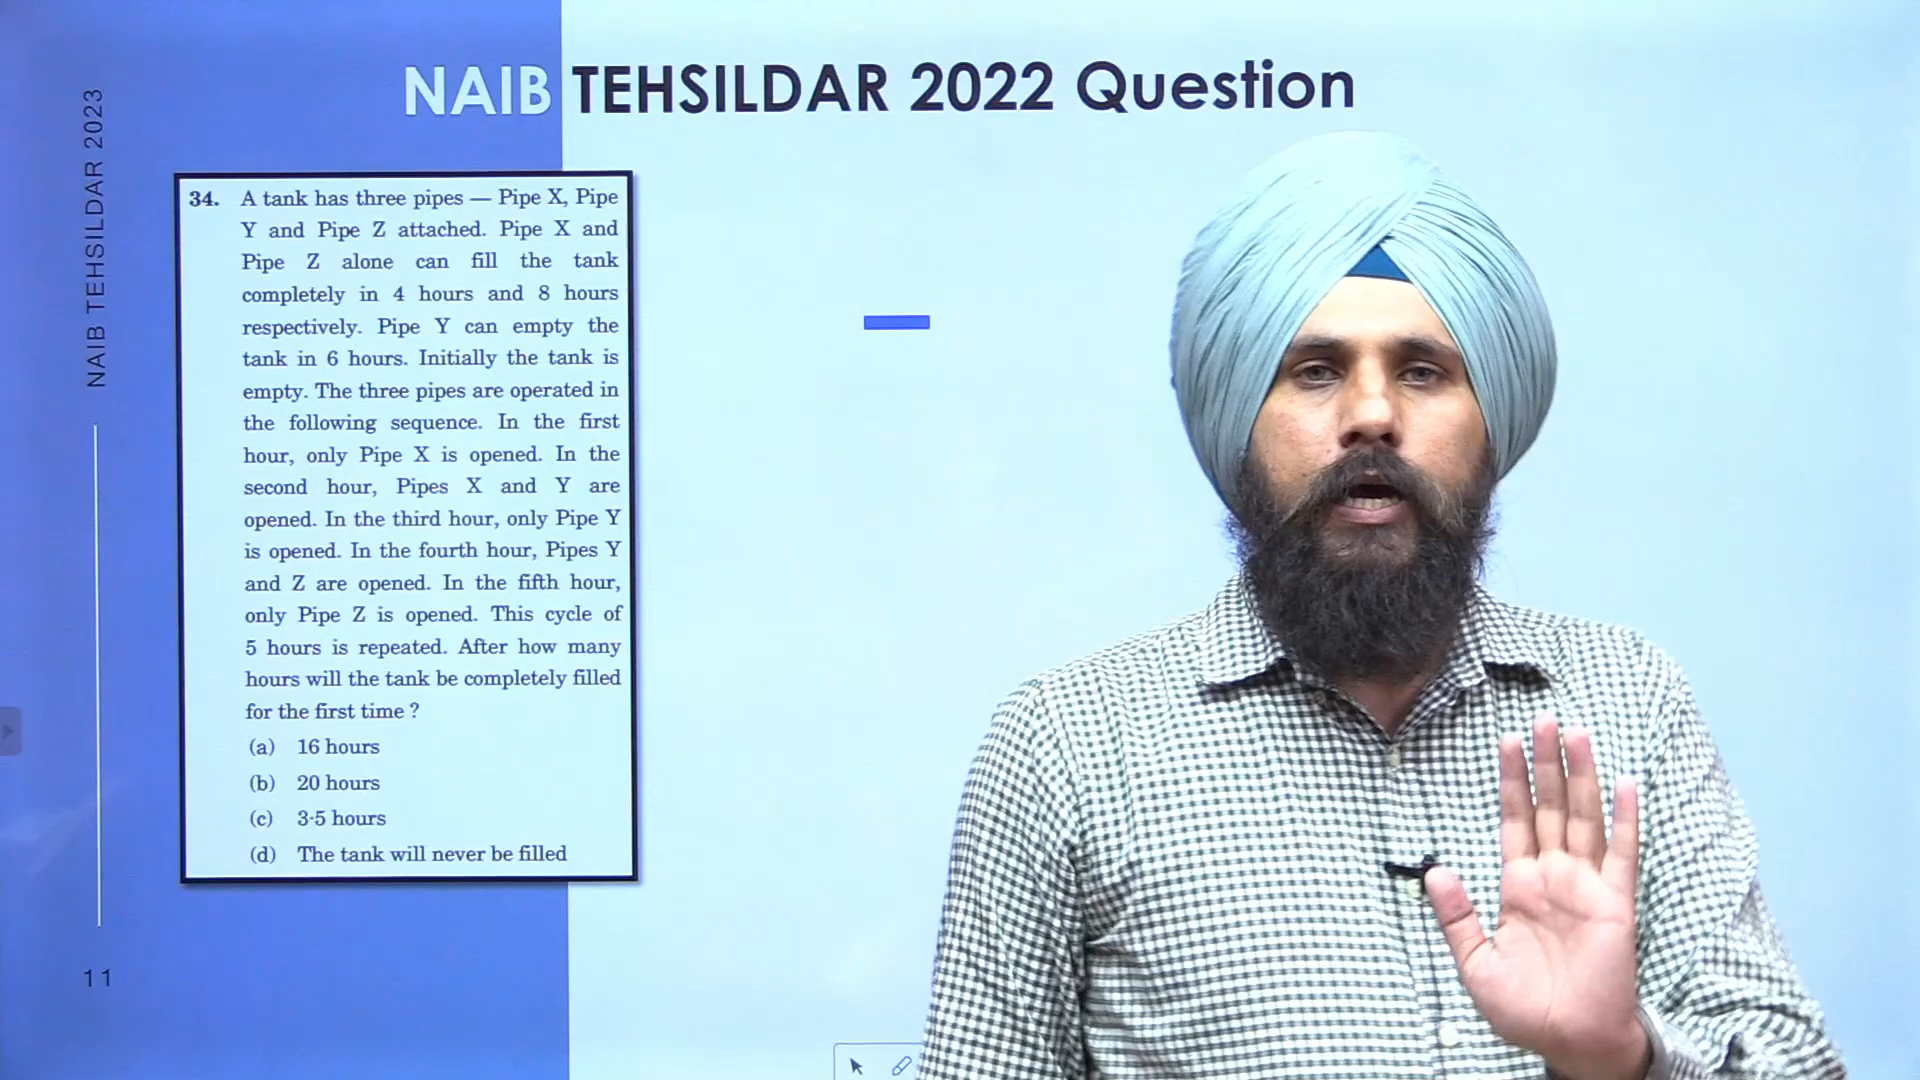 NAIB TEHSILDAR 2022 Question
NAIB TEHSILDAR 2023
34. A tank has three pipes — Pipe X, Pipe
Y and Pipe Z attached. Pipe X and
Pipe Z alone can fill the tank
completely in 4 hours and 8 hours
respectively. Pipe Y can empty the
tank in 6 hours. Initially the tank is
empty. The three pipes are operated in
the following sequence. In the first
hour, only Pipe X is opened. In the
second hour, Pipes X and Y are
opened. In the third hour, only Pipe Y
is opened. In the fourth hour, Pipes Y
and Z are opened. In the fifth hour,
only Pipe Z is opened. This cycle of
5 hours is repeated. After how many
hours will the tank be completely filled
for the first time ?
(a) 16 hours
(b) 20 hours
(c) 3·5 hours
(d) The tank will never be filled
11